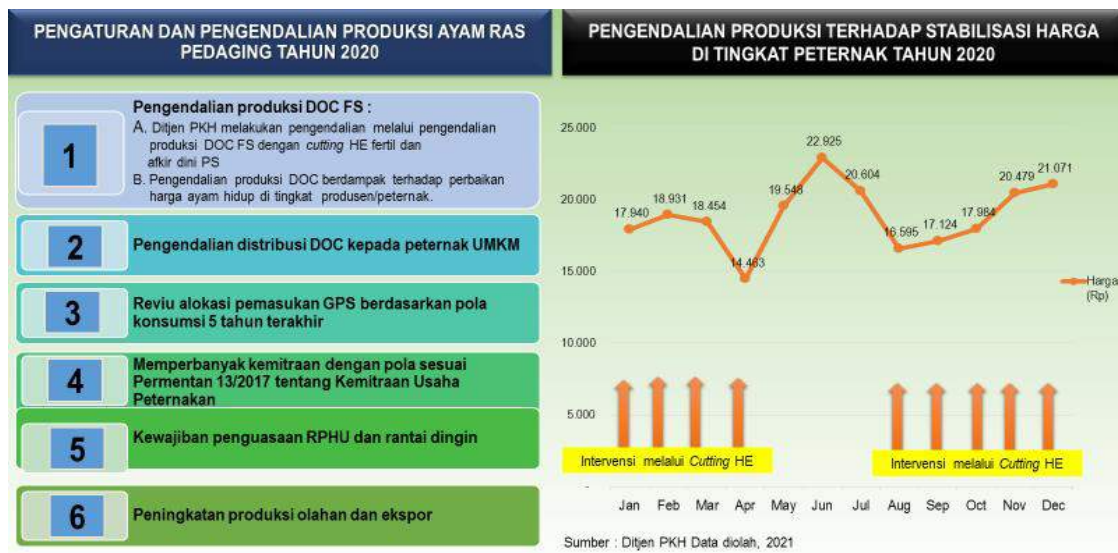 PENGATURAN DAN PENGENDALIAN PRODUKSI AYAM RAS
PEDAGING TAHUN 2020
1
Pengendalian produksi DOC FS :
A. Ditjen PKH melakukan pengendalian melalui pengendalian
produksi DOC FS dengan cutting HE fertil dan
afkir dini PS
B. Pengendalian produksi DOC berdampak terhadap perbaikan
harga ayam hidup di tingkat produsen/peternak.
2
Pengendalian distribusi DOC kepada peternak UMKM
3
Reviu alokasi pemasukan GPS berdasarkan pola
konsumsi 5 tahun terakhir
4
Memperbanyak kemitraan dengan pola sesuai
Permentan 13/2017 tentang Kemitraan Usaha
Peternakan
5
Kewajiban penguasaan RPHU dan rantai dingin
6
Peningkatan produksi olahan dan ekspor
PENGENDALIAN PRODUKSI TERHADAP STABILISASI HARGA
DI TINGKAT PETERNAK TAHUN 2020
25.000
20.000
15.000
10.000
5.000
-
17.940
18.931
18.454
14.463
19.548
22.925
20.604
16.595
17.124
17.984
20.479
21.071
Harga
(Rp)
Intervensi melalui Cutting HE
Intervensi melalui Cutting HE
Jan Feb Mar Apr May Jun Jul Aug Sep Oct Nov Dec
Sumber : Ditjen PKH Data diolah, 2021